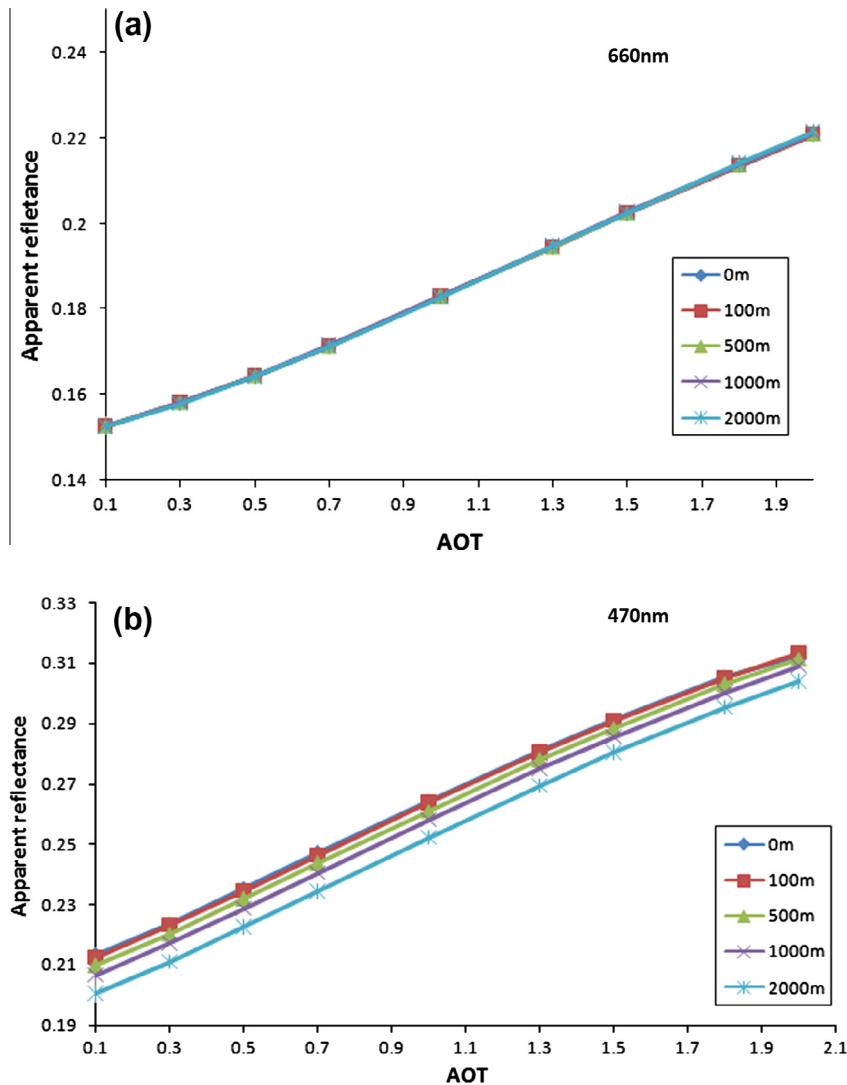 (a)
660nm
Apparent refletance
0.24
0.22
0.2
0.18
0.16
0.14
0.1 0.3 0.5 0.7 0.9 1.1 1.3 1.5 1.7 1.9
AOT
0m
100m
500m
1000m
2000m
(b)
470nm
Apparent reflectance
0.33
0.31
0.29
0.27
0.25
0.23
0.21
0.19
0.1 0.3 0.5 0.7 0.9 1.1 1.3 1.5 1.7 1.9 2.1
AOT
0m
100m
500m
1000m
2000m